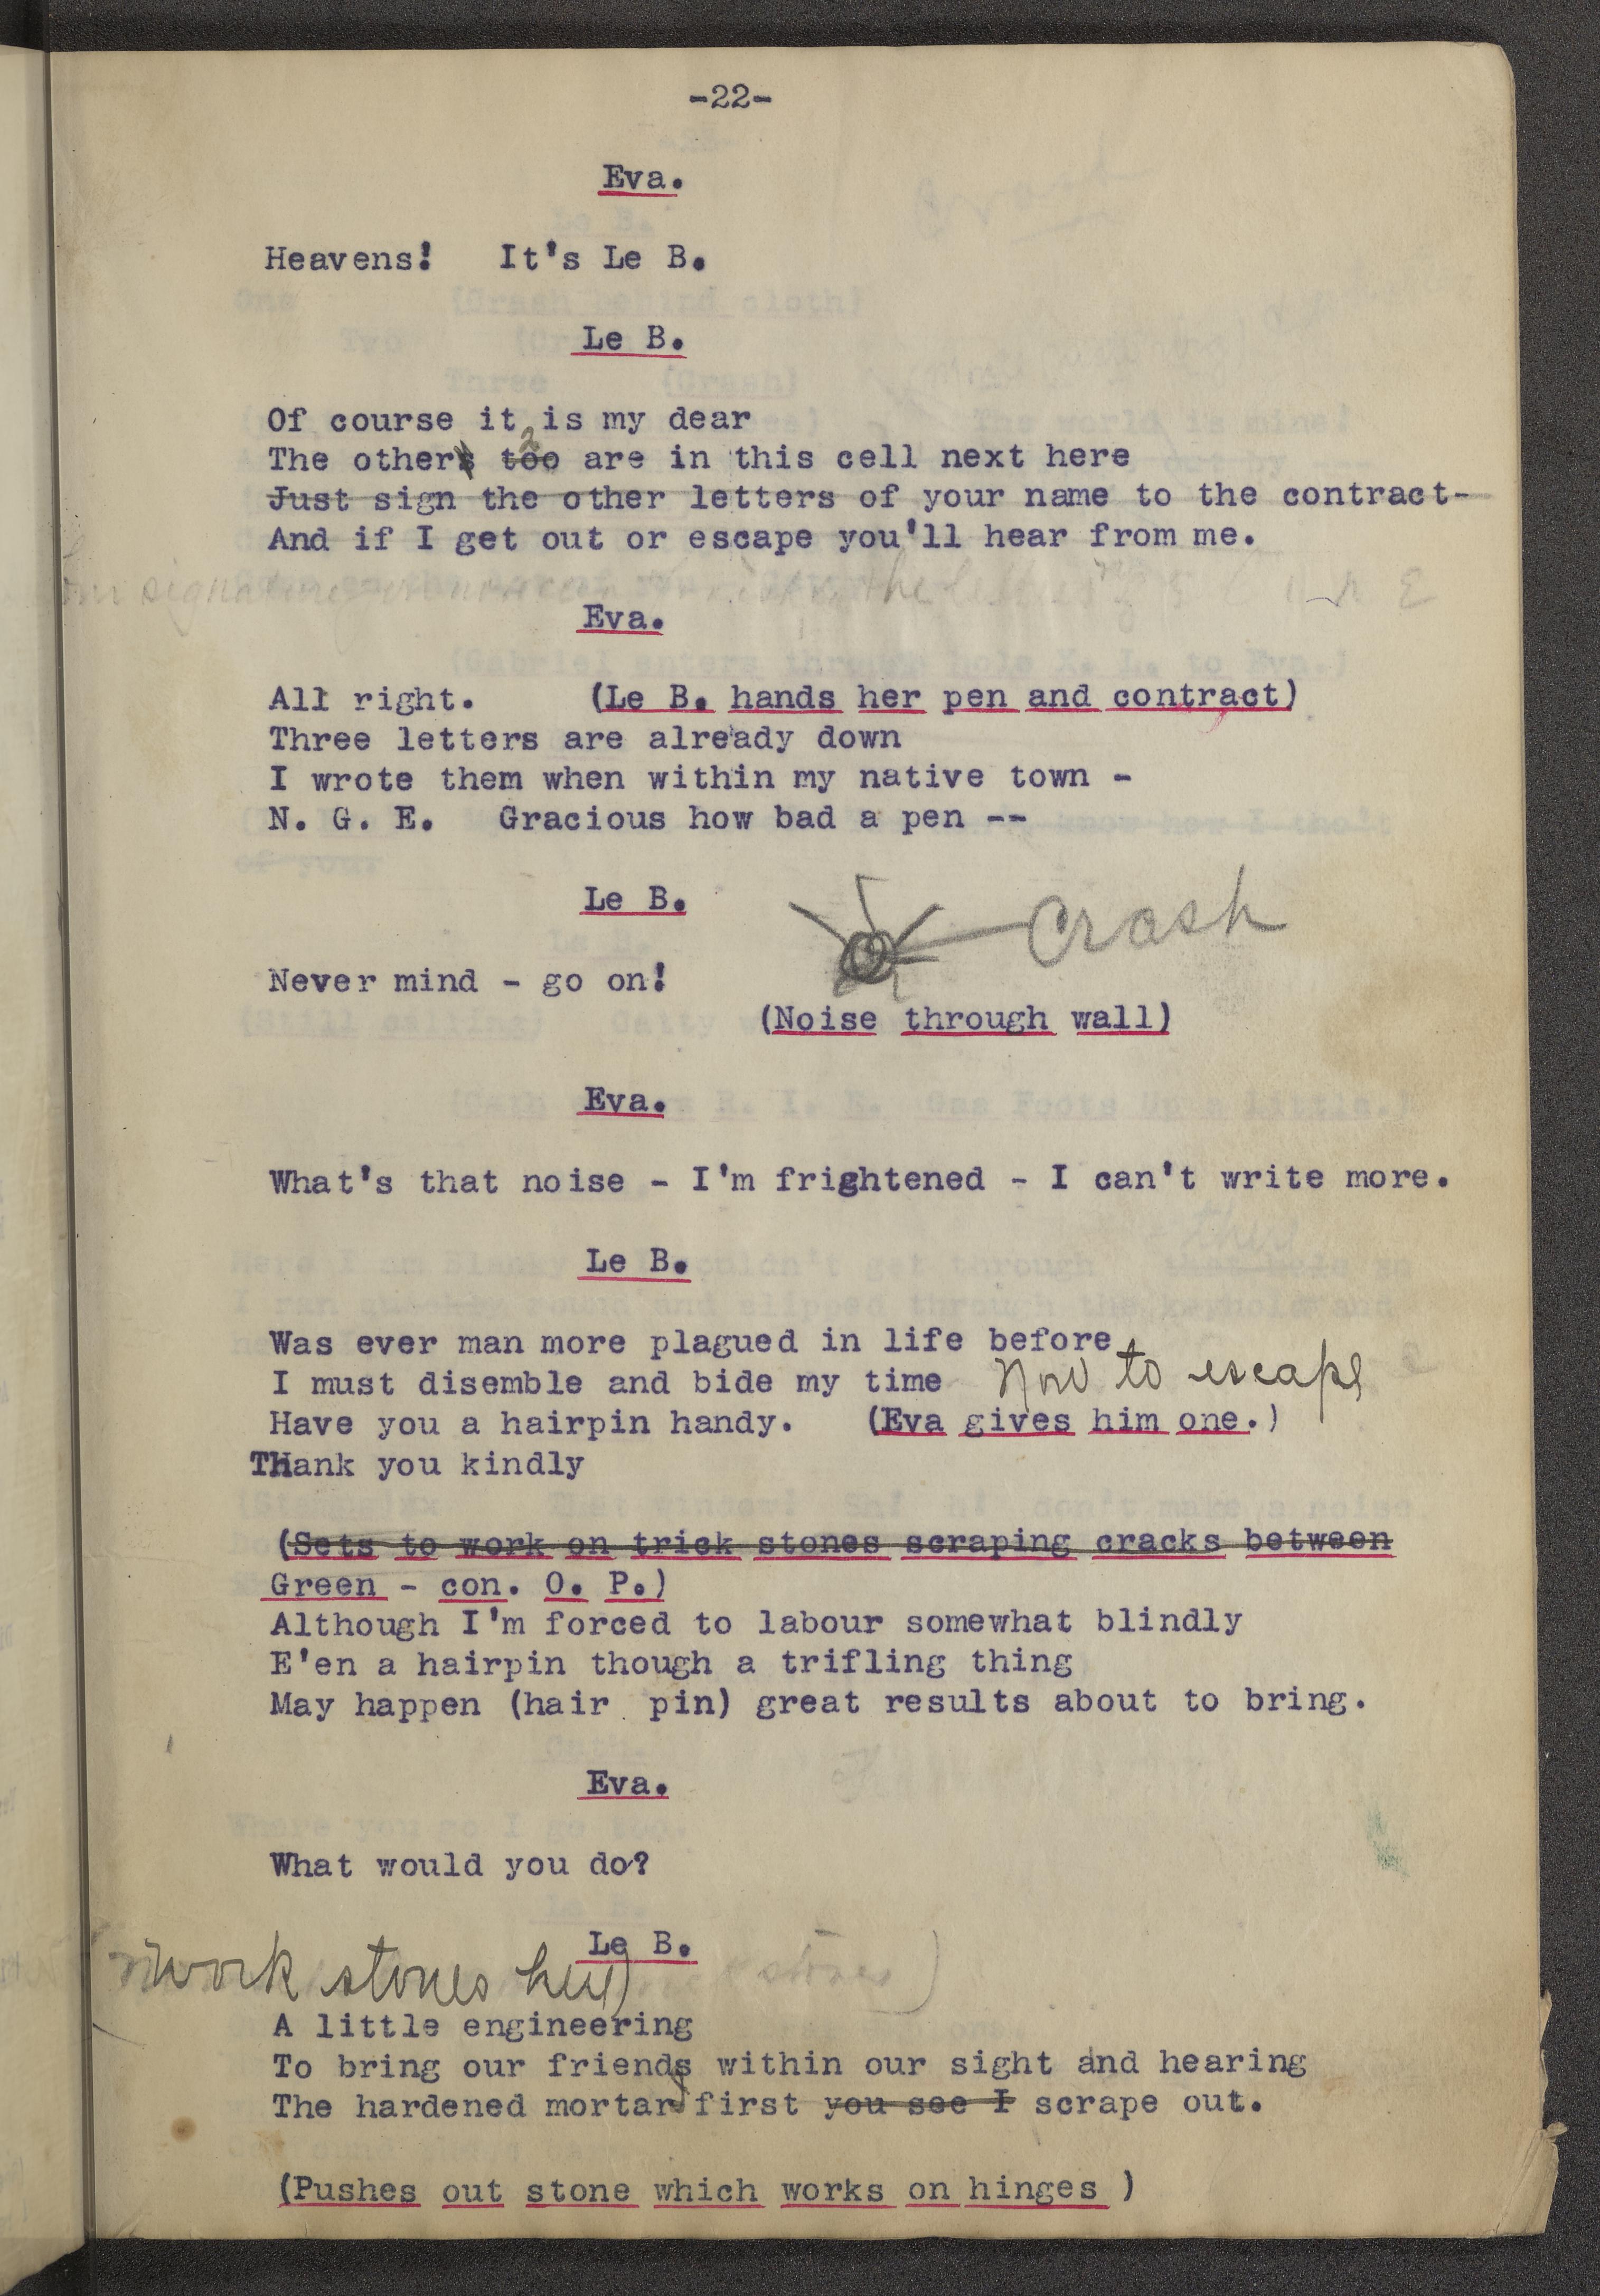 -22-
Eva.
Heavens! It's Le B.
Le B.
Of course it is my dear
The others too 2 are in this cell next here
Just sign the other letters of your name to the contract-
And if I get out or escape you'll hear from me.
signature the letters
Eva.
All right. (Le B. hands her pen and contract)
Three letters are already down
I wrote them when within my native town -
N. G. E. Gracious how bad a pen --
Le B.
Crash
Never mind - go on!
(Noise through wall)
Eva.
What's that noise - I'm frightened - I can't write more.
Le B.
Was ever man more plagued in life before
I must disemble and bide my time Now to escape
Have you a hairpin handy. (Eva gives him one.)
THank you kindly
(Sets to work on trick stones scraping cracks between
Green - con. O. P.)
Although I'm forced to labour somewhat blindly
E'en a hairpin though a trifling thing
May happen (hair pin) great results about to bring.
Eva.
What would you do?
Le B.
work stones here) stones)
A little engineering
To bring our friends within our sight and hearing
The hardened mortar first you see I scrape out.
(Pushes out stone which works on hinges )